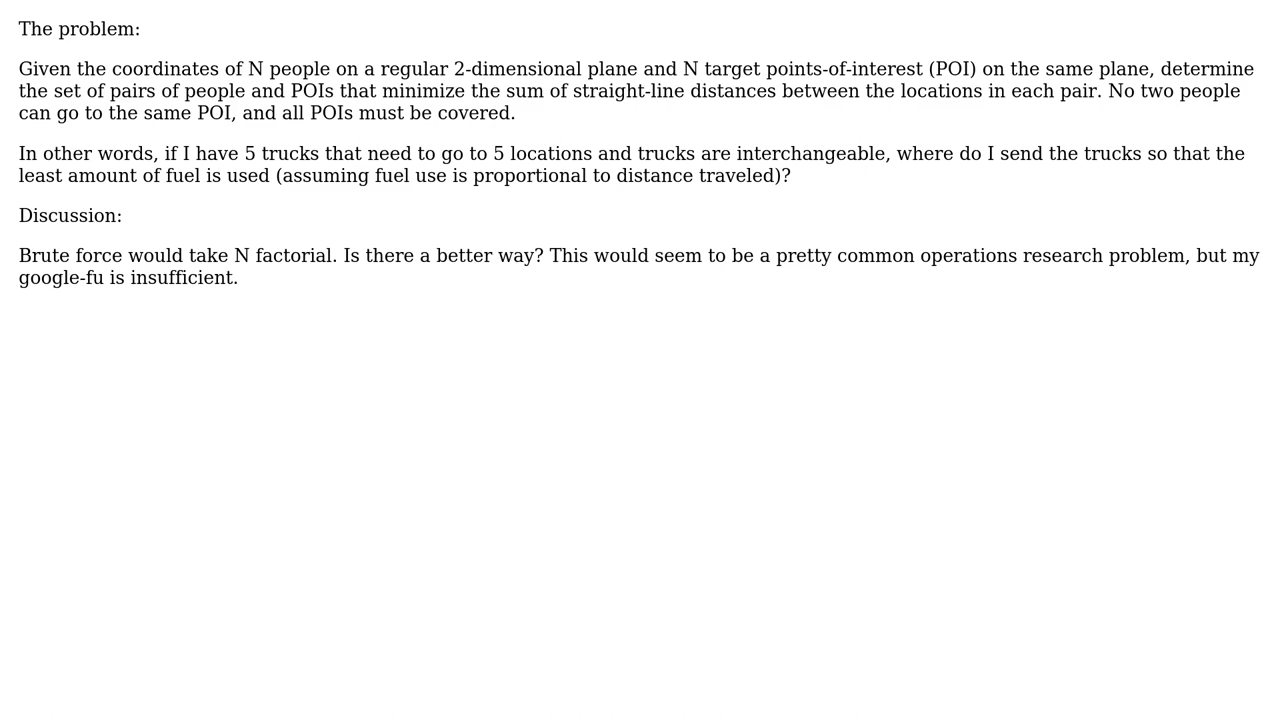 The problem:
Given the coordinates of N people on a regular 2-dimensional plane and N target points-of-interest (POI) on the same plane, determine
the set of pairs of people and POIs that minimize the sum of straight-line distances between the locations in each pair. No two people
can go to the same POI, and all POIs must be covered.
In other words, if I have 5 trucks that need to go to 5 locations and trucks are interchangeable, where do I send the trucks so that the
least amount of fuel is used (assuming fuel use is proportional to distance traveled)?
Discussion:
Brute force would take N factorial. Is there a better way? This would seem to be a pretty common operations research problem, but my
google-fu is insufficient.